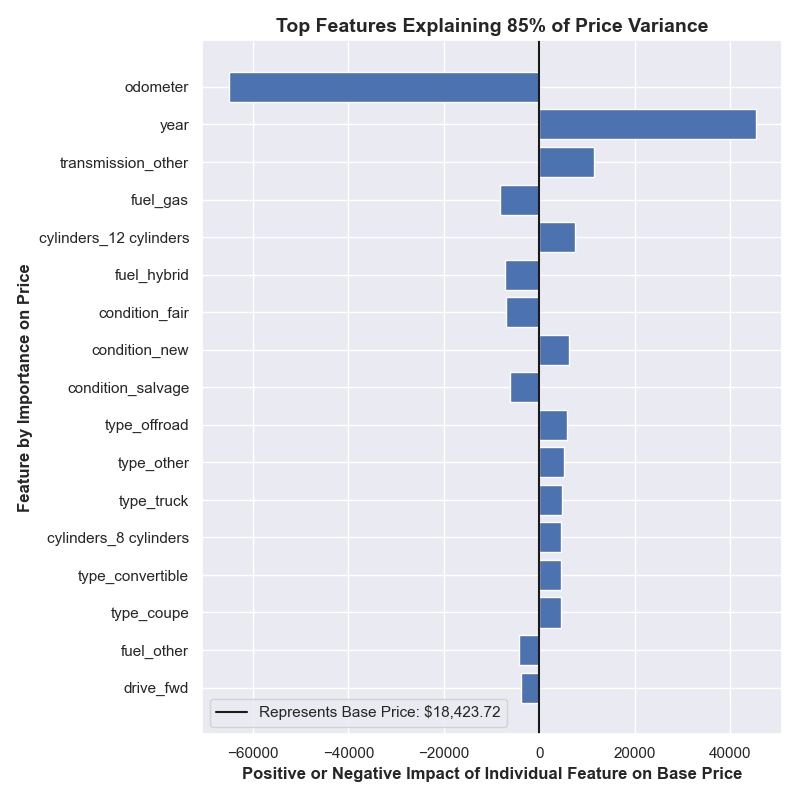 Top Features Explaining 85% of Price Variance
Feature by Importance on Price
odometer
year
transmission_other
fuel_gas
cylinders_12 cylinders
fuel_hybrid
condition_fair
condition_new
condition_salvage
type_offroad
type_other
type_truck
cylinders_8 cylinders
type_convertible
type_coupe
fuel_other
drive_fwd
Represents Base Price: $18,423.72
−60000 −40000 −20000 0 20000 40000
Positive or Negative Impact of Individual Feature on Base Price